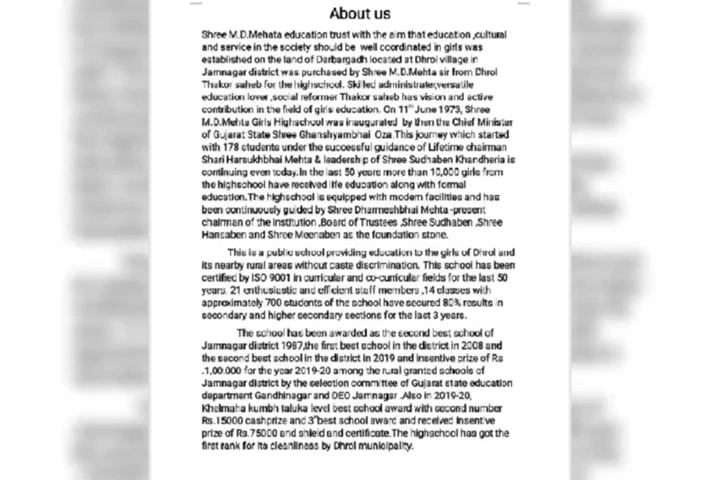 About us
Shree M.D.Mehata education trust with the aim that education ,cultural
and service in the society should be well ccordinated in girls was
established on the land of Darbargadh located at Dhrol village in
Jamnagar district was purchased by Shree M.D.Mehta sir from Dhrol
Thakor saheb for the highschool. Skilled administrater,versatile
education lover ,social reformer Thakor saheb has vision and active
contribution in the field of girls education. On 11th June 1973, Shree
M.D.Mehta Girls Highschool was inaugurated by then the Chief Minister
of Gujarat State Shree Ghanshyambhai Oza.This journey which started
with 178 students under the successful guidance of Lifetime chairman
Shari Harsukhbhai Mehta & leadership of Shree Sudhaben Khandheria is
continuing even today.In the last 50 years more than 10,000 girls from
the highschool have received life education along with formal
education.The highschool is equipped with modern facilities and has
been continuously guided by Shree Dharmeshbhai Mehta -present
chairman of the institution ,Board of Trustees ,Shree Sudhaben ,Shree
Hansaben and Shree Meenaben as the foundation stone.
This is a public school providing education to the girls of Dhrol and
its nearby rural areas without caste discrimination. This school has been
certified by ISO 9001 in curricular and co-curricular fields for the last 50
years. 21 enthusiastic and efficient staff members ,14 classes with
approximately 700 students of the school have secured 80% results in
secondary and higher secondary sections for the last 3 years.
The school has been awarded as the second best school of
Jamnagar district 1987,the first best school in the district in 2008 and
the second best school in the district in 2019 and insentive prize of Rs
.1,00,000 for the year 2019-20 among the rural granted schools of
Jamnagar district by the selection committee of Gujarat state education
department Gandhinagar and DEO Jamnagar .Also in 2019-20,
Khelmaha kumbh taluka level best school award with second number
Rs.15000 cashprize and 3rdbest school award and received insentive
prize of Rs.75000 and shield and certificate.The highschool has got the
first rank for its cleanliness by Dhrol municipality.